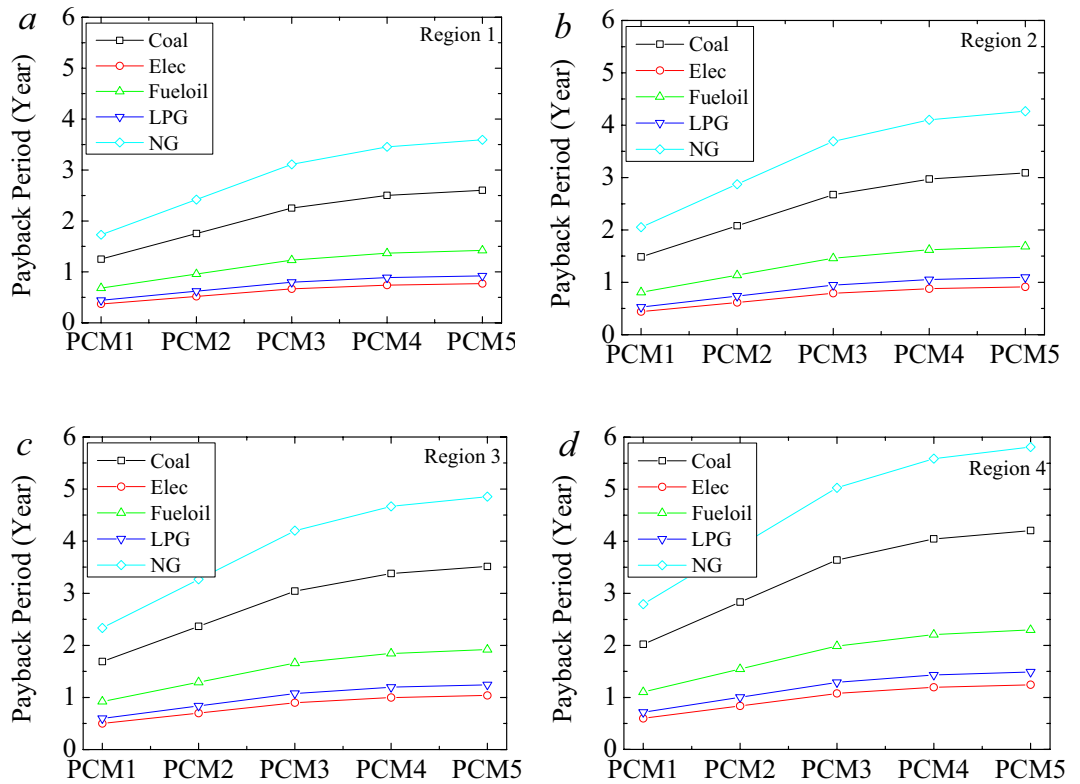 a
Region 1
Coal
Elec
Fueloil
LPG
NG
Payback Period (Year)
6
5
4
3
2
1
0
PCM1 PCM2 PCM3 PCM4 PCM5
b
Region 2
Coal
Elec
Fueloil
LPG
NG
Payback Period (Year)
6
5
4
3
2
1
0
PCM1 PCM2 PCM3 PCM4 PCM5
c
Region 3
Coal
Elec
Fueloil
LPG
NG
Payback Period (Year)
6
5
4
3
2
1
0
PCM1 PCM2 PCM3 PCM4 PCM5
d
Region 4
Coal
Elec
Fueloil
LPG
NG
Payback Period (Year)
6
5
4
3
2
1
0
PCM1 PCM2 PCM3 PCM4 PCM5